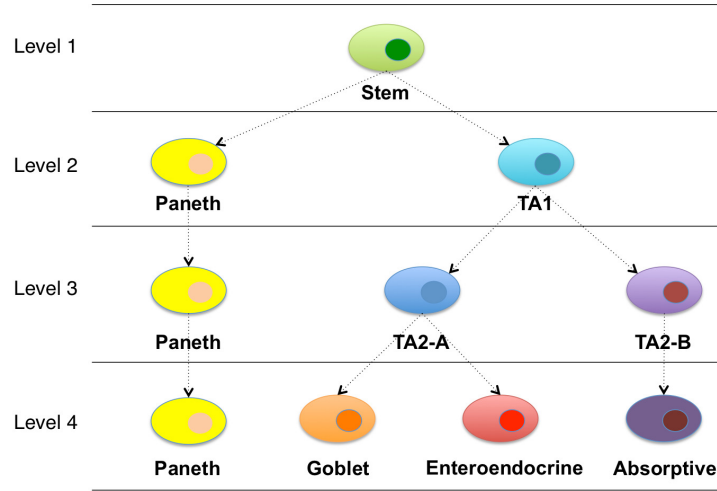 Level 1
Stem
Level 2
Paneth
TA1
Level 3
Paneth
TA2-A
TA2-B
Level 4
Paneth
Goblet
Enteroendocrine
Absorptive